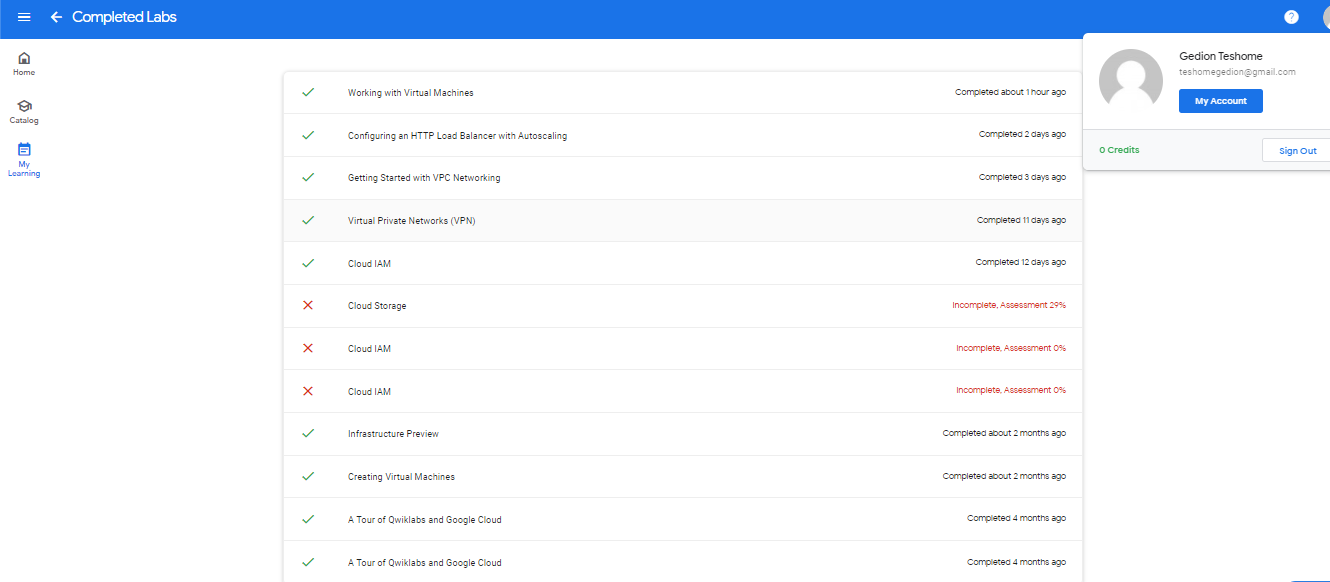 Completed Labs
?
Home
Catalog
My
Learning
Gedion Teshome
teshomegedion@gmail.com
My Account
0 Credits
Sign Out
Working with Virtual Machines
Completed about 1 hour ago
Configuring an HTTP Load Balancer with Autoscaling
Completed 2 days ago
Getting Started with VPC Networking
Completed 3 days ago
Virtual Private Networks (VPN)
Completed 11 days ago
Cloud IAM
Completed 12 days ago
Cloud Storage
Incomplete, Assessment 29%
Cloud IAM
Incomplete, Assessment 0%
Cloud IAM
Incomplete, Assessment 0%
Infrastructure Preview
Completed about 2 months ago
Creating Virtual Machines
Completed about 2 months ago
A Tour of Qwiklabs and Google Cloud
Completed 4 months ago
A Tour of Qwiklabs and Google Cloud
Completed 4 months ago